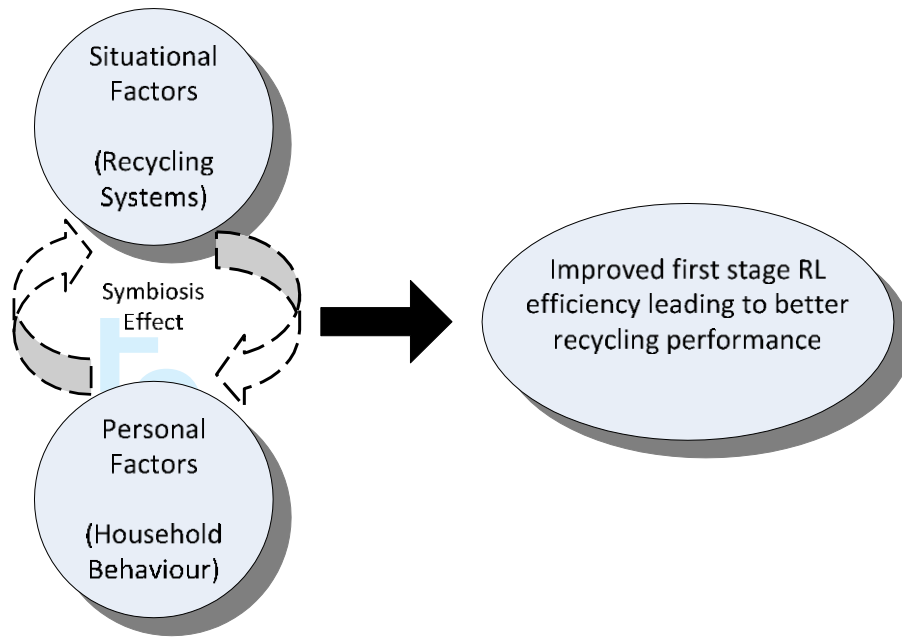 Situational
Factors
(Recycling
Systems)
Symbiosis
Effect
Personal
Factors
(Household
Behaviour)
Improved first stage RL
efficiency leading to better
recycling performance